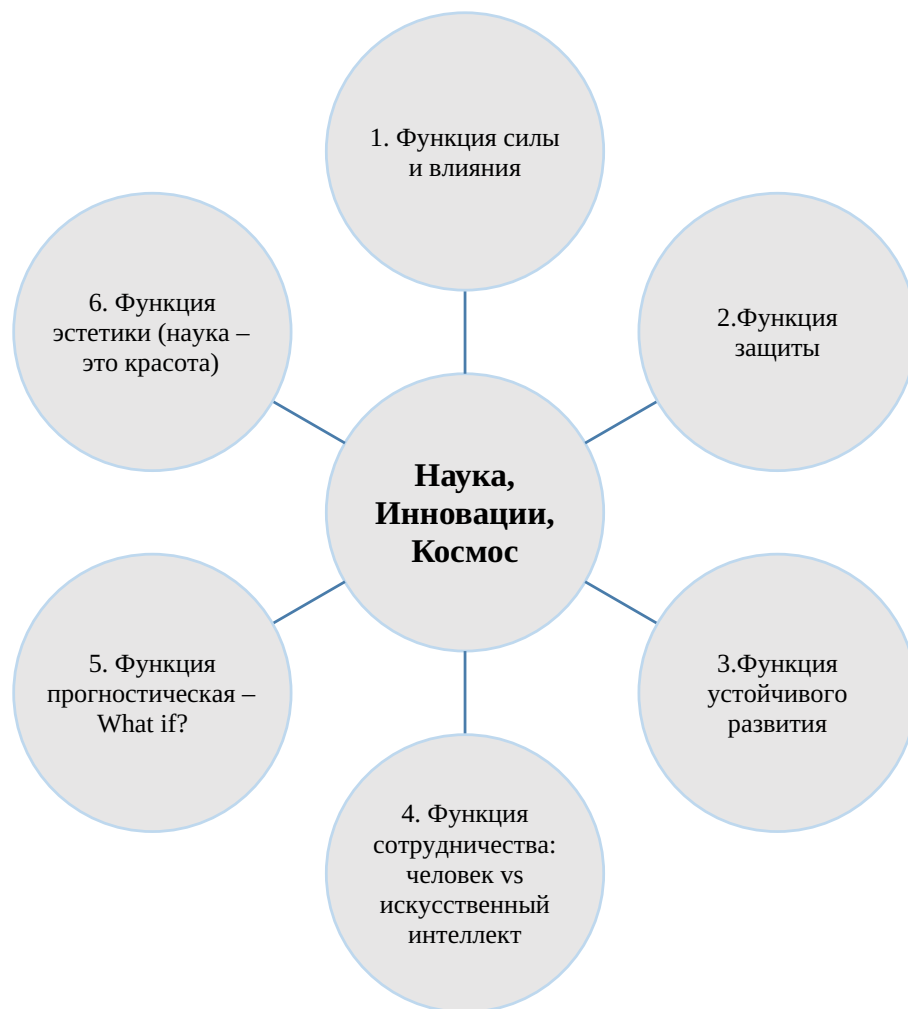 1. Функция силы
и влияния
2.Функция
защиты
3.Функция
устойчивого
развития
4. Функция
сотрудничества:
человек vs
искусственный
интеллект
5. Функция
прогностическая –
What if?
6. Функция
эстетики (наука –
это красота)
Наука,
Инновации,
Космос